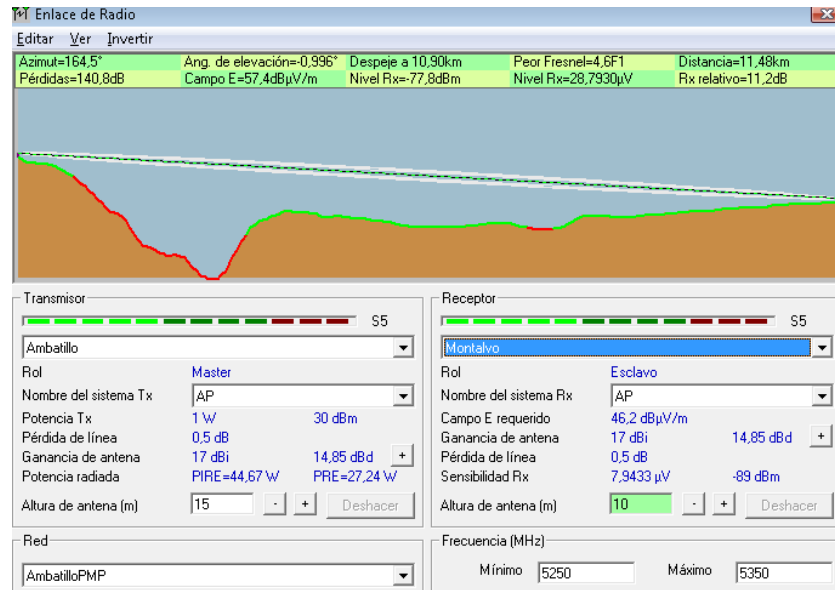 Enlace de Radio
Editar Ver Invertir
Azimut=164,5° Ang. de elevación=-0,996° Despeje a 10,90km Peor Fresnel=4,6F1 Distancia=11,48km
Pérdidas=140,8dB Campo E=57,4dBµV/m Nivel Rx=-77,8dBm Nivel Rx=28,7930µV Rx relativo=11,2dB
Transmisor
S5
Ambatillo
Rol Master
Nombre del sistema Tx AP
Potencia Tx 1 W 30 dBm
Pérdida de línea 0,5 dB
Ganancia de antena 17 dBi 14,85 dBd +
Potencia radiada PIRE=44,67 W PRE=27,24 W
Altura de antena (m) 15 - + Deshacer
Red
AmbatilloPMP
Receptor
S5
Montalvo
Rol Esclavo
Nombre del sistema Rx AP
Campo E requerido 46,2 dBµV/m
Ganancia de antena 17 dBi 14,85 dBd +
Pérdida de línea 0,5 dB
Sensibilidad Rx 7,9433 µV -89 dBm
Altura de antena (m) 10 - + Deshacer
Frecuencia (MHz)
Mínimo 5250 Máximo 5350